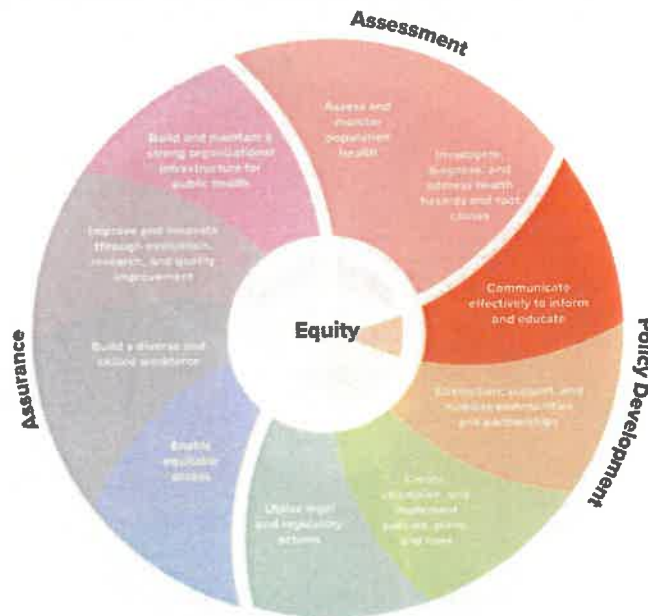 Assessment
Assess and
monitor
population
health
Investigate,
diagnose, and
address health
hazards and root
causes
Communicate
effectively to inform
and educate
Policy Development
Strengthen, support, and
mobilize communities
and partnerships
Create,
champion, and
implement
policies, plans,
and laws
Utilize legal
and regulatory
actions
Assurance
Enable
equitable
access
Build a diverse and
skilled workforce
Improve and innovate
through evaluation,
research, and quality
improvement
Build and maintain a
strong organizational
infrastructure for
public health
Equity